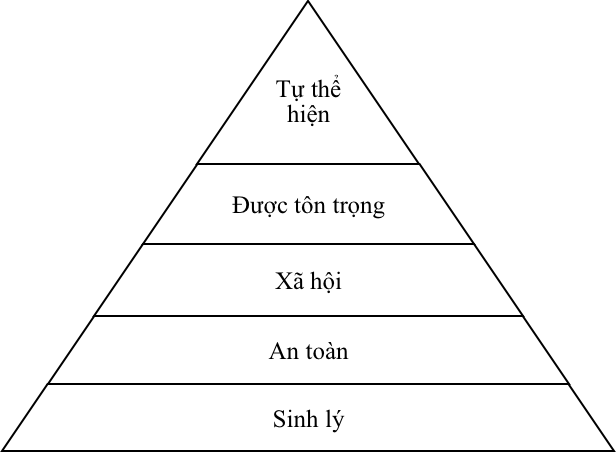 Tự thể
hiện
Được tôn trọng
Xã hội
An toàn
Sinh lý